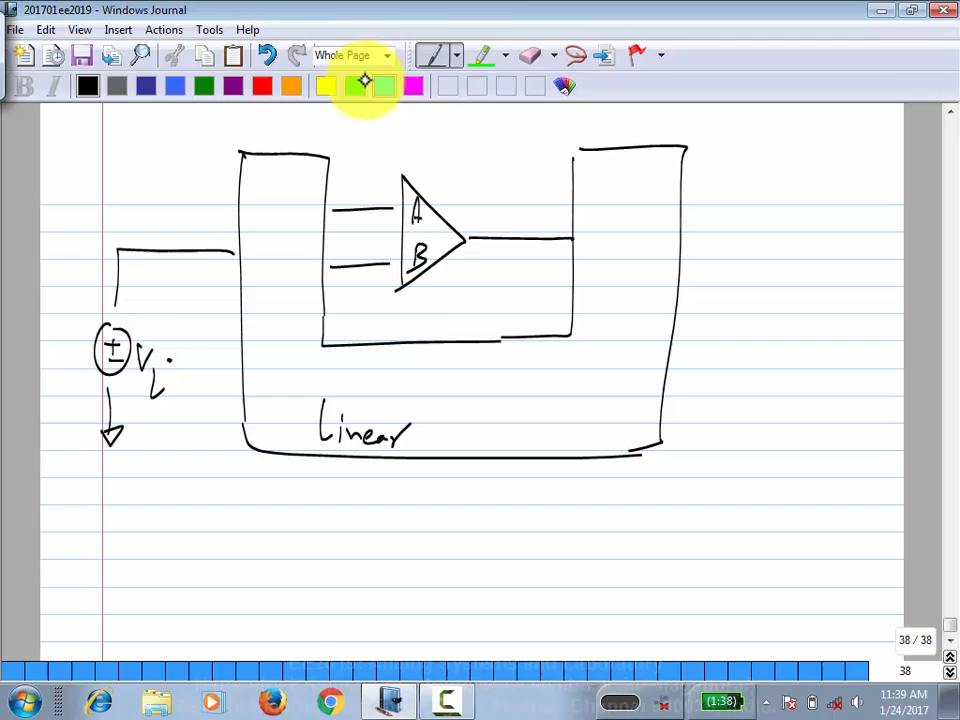 201701ee2019 - Windows Journal
File Edit View Insert Actions Tools Help
Whole Page
B I
A
B
± Vi
Linear
38 / 38
38
(1:38)
11:39 AM
1/24/2017